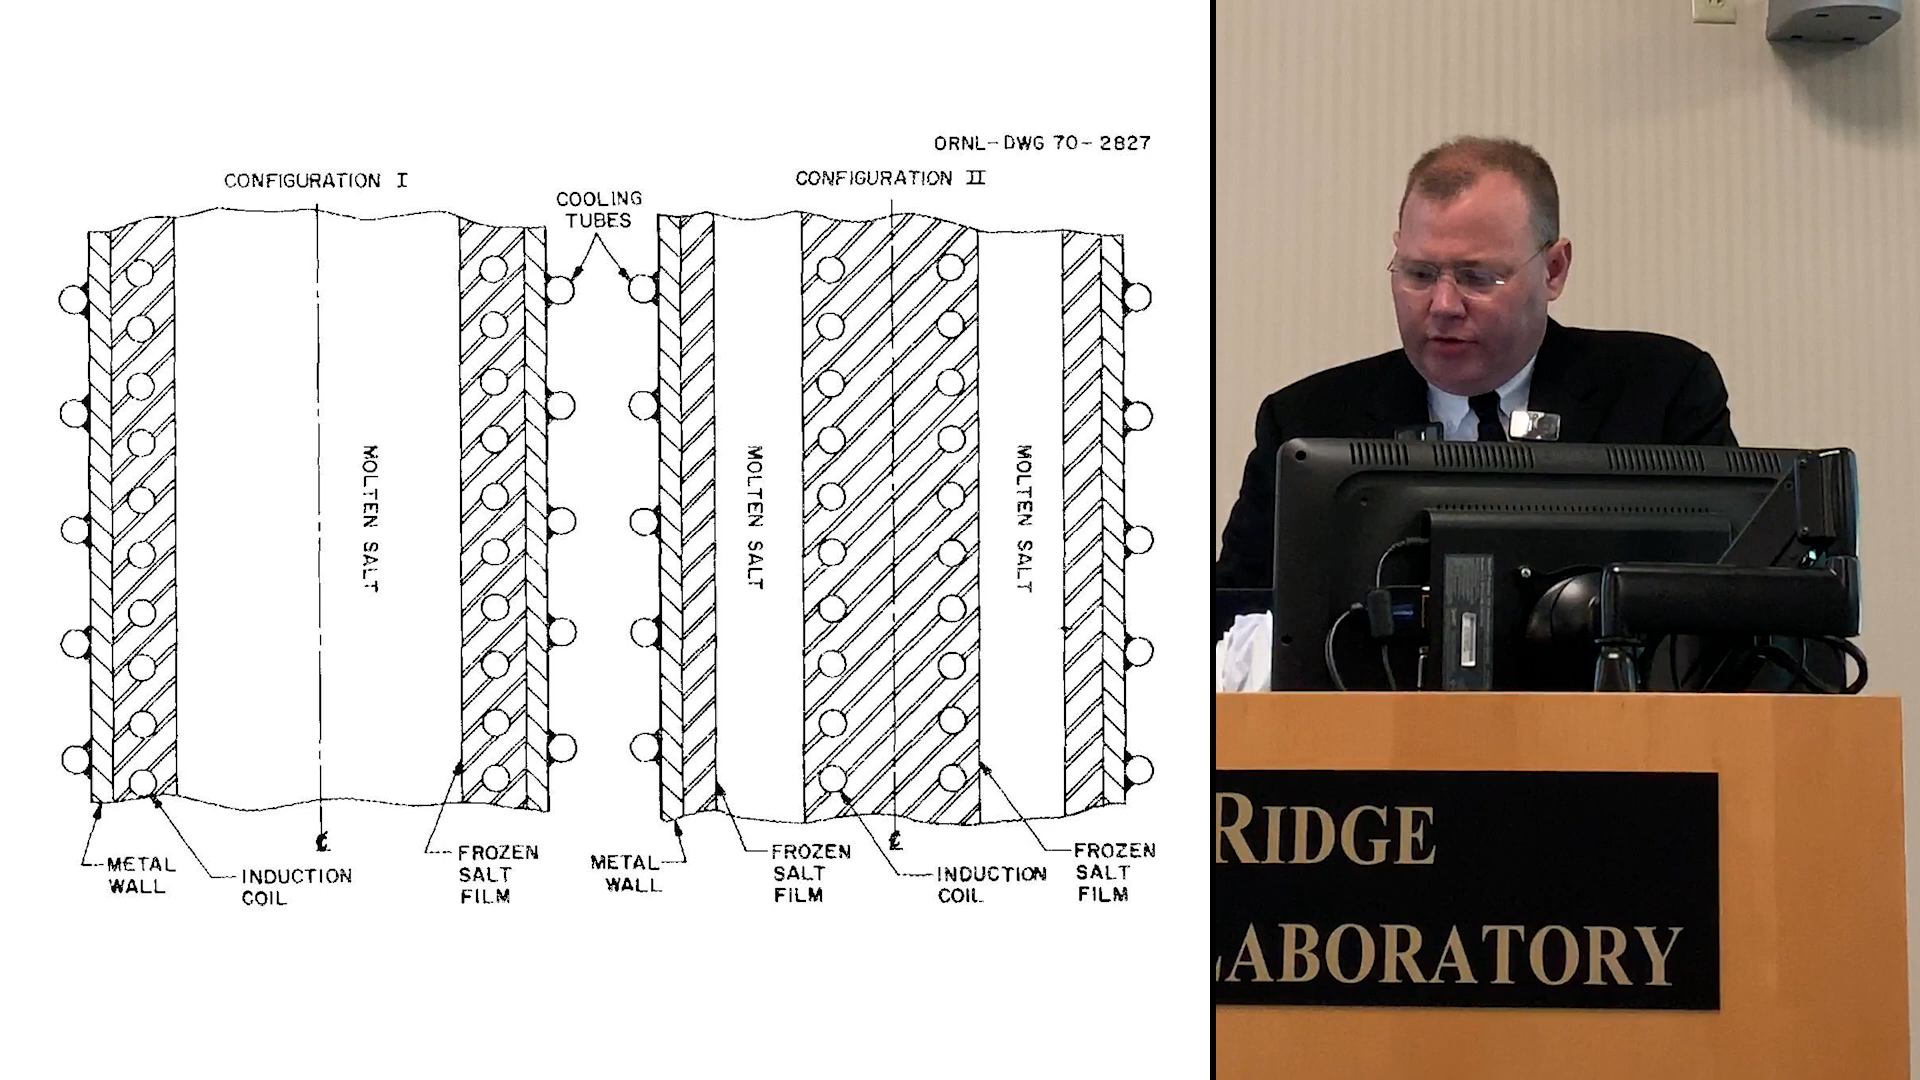 ORNL-DWG 70-2827
CONFIGURATION I
CONFIGURATION II
COOLING
TUBES
MOLTEN SALT
MOLTEN SALT
MOLTEN SALT
METAL
WALL
INDUCTION
COIL
FROZEN
SALT
FILM
METAL
WALL
FROZEN
SALT
FILM
INDUCTION
COIL
FROZEN
SALT
FILM
RIDGE
LABORATORY